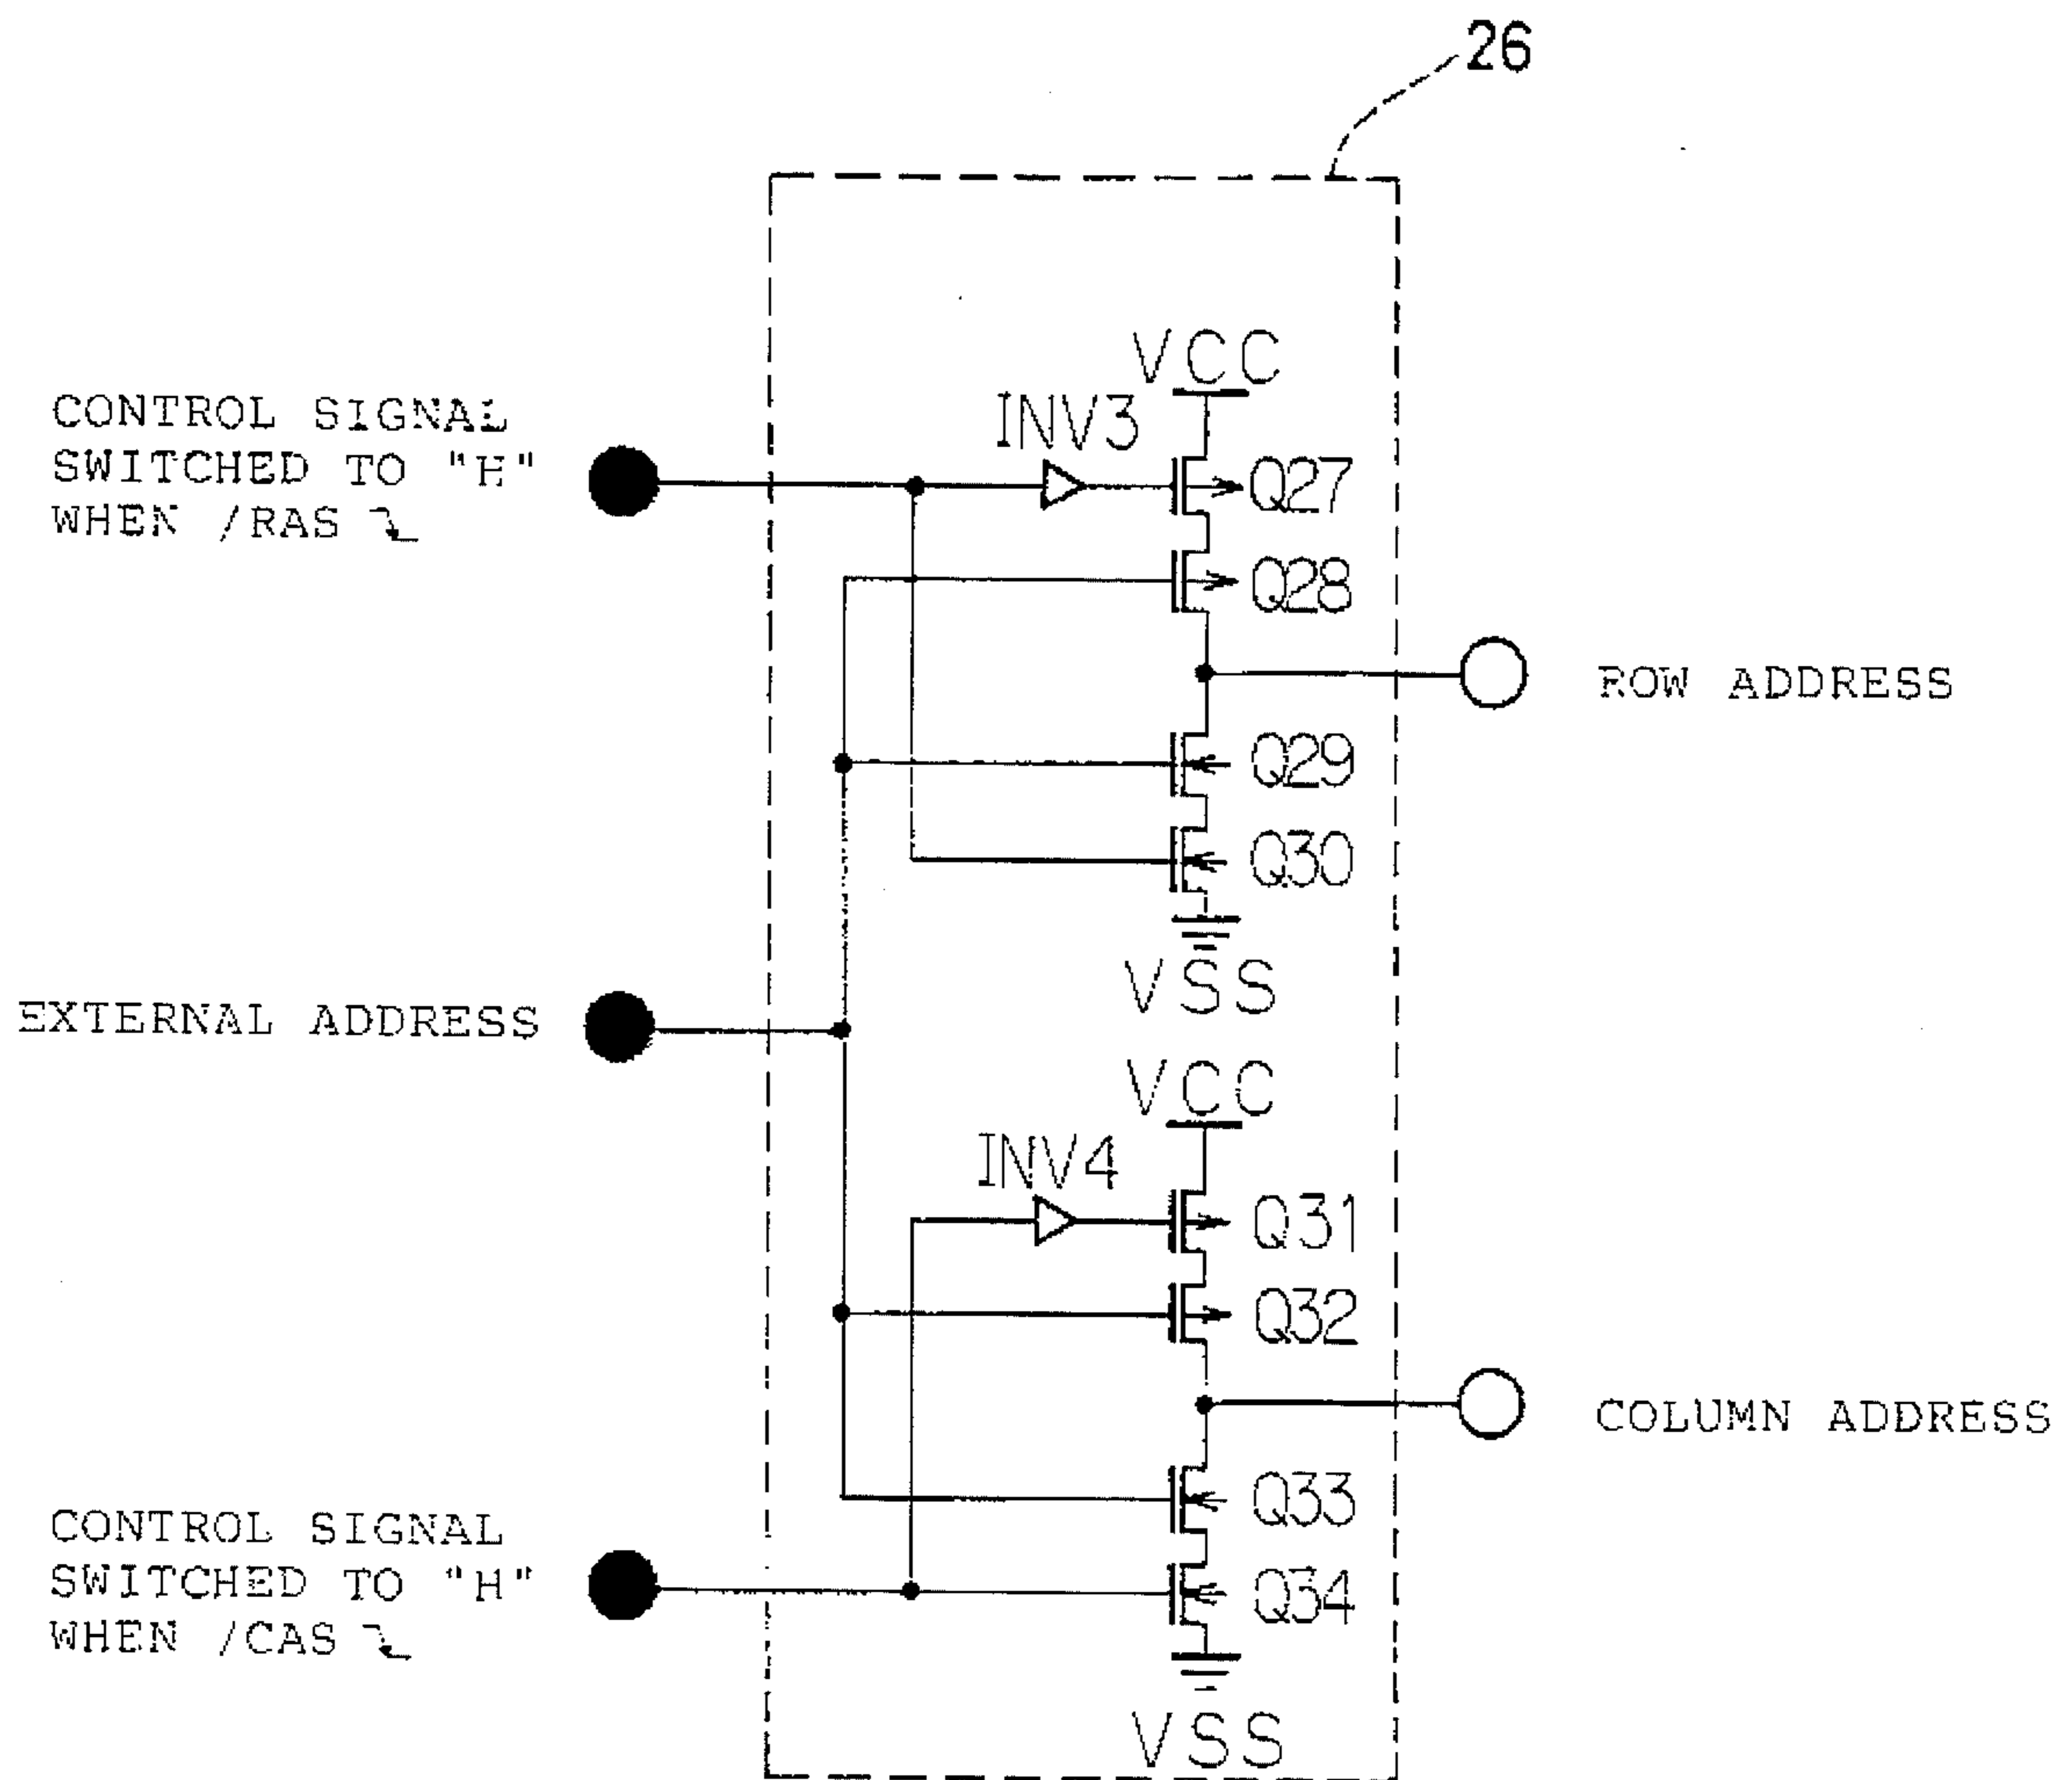 26
VCC
INV3
CONTROL SIGNAL
SWITCHED TO "H"
WHEN /RAS
Q27
Q28
ROW ADDRESS
Q29
Q30
VSS
EXTERNAL ADDRESS
VCC
INV4
Q31
Q32
COLUMN ADDRESS
Q33
CONTROL SIGNAL
SWITCHED TO "H"
WHEN /CAS
Q34
VSS